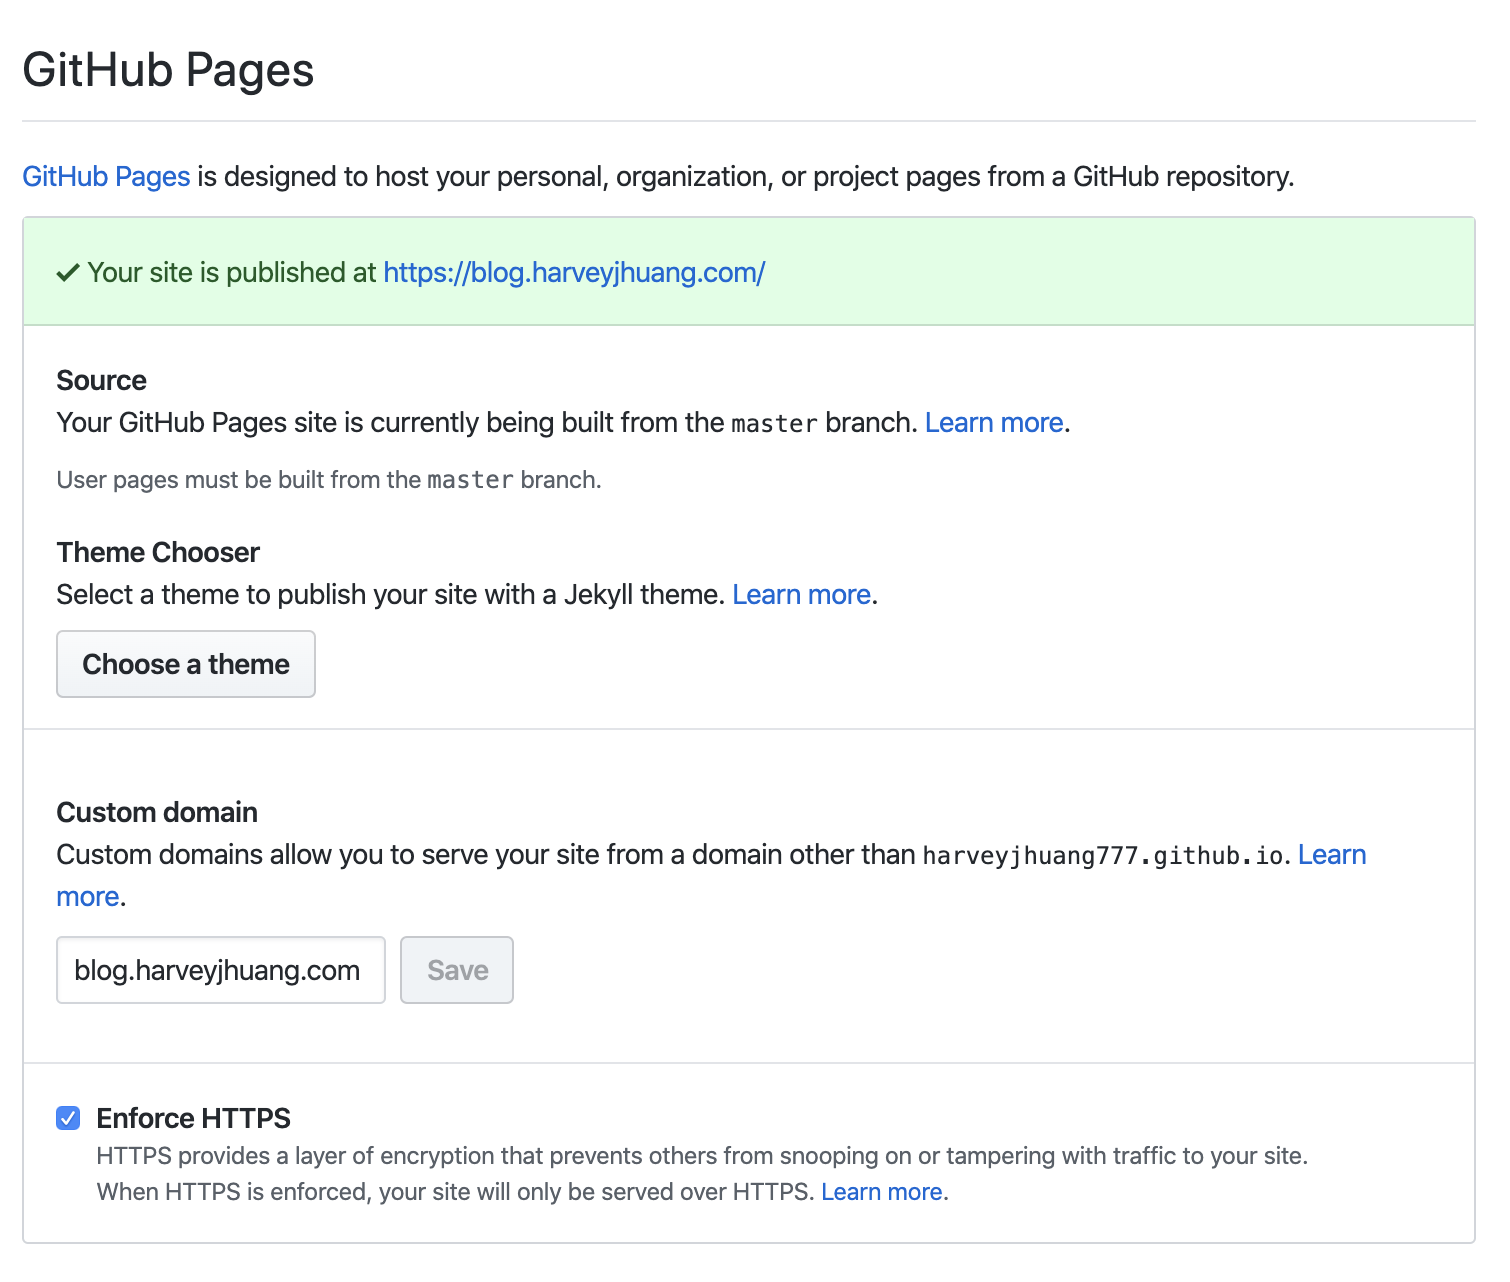 GitHub Pages
GitHub Pages is designed to host your personal, organization, or project pages from a GitHub repository.
Your site is published at https://blog.harveyjhuang.com/
Source
Your GitHub Pages site is currently being built from the master branch. Learn more.
User pages must be built from the master branch.
Theme Chooser
Select a theme to publish your site with a Jekyll theme. Learn more.
Choose a theme
Custom domain
Custom domains allow you to serve your site from a domain other than harveyjhuang777.github.io. Learn
more.
blog.harveyjhuang.com Save
Enforce HTTPS
HTTPS provides a layer of encryption that prevents others from snooping on or tampering with traffic to your site.
When HTTPS is enforced, your site will only be served over HTTPS. Learn more.